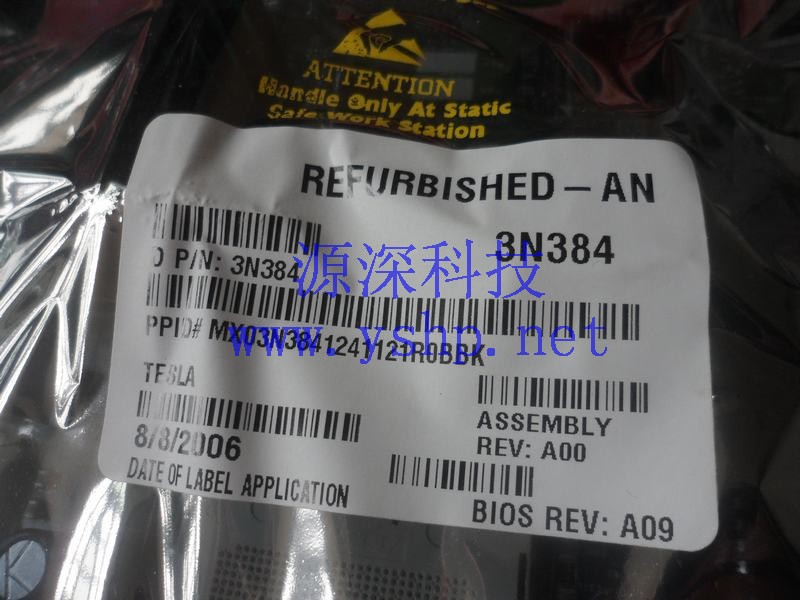 ATTENTION
Handle Only At Static
Safe Work Station
REFURBISHED – AN
3N384
D P/N: 3N384
源深科技
www.yshp.net
PPID# MX03N3841241121R0BBK
TESLA
ASSEMBLY
REV: A00
8/8/2006
DATE OF LABEL APPLICATION
BIOS REV: A09
K